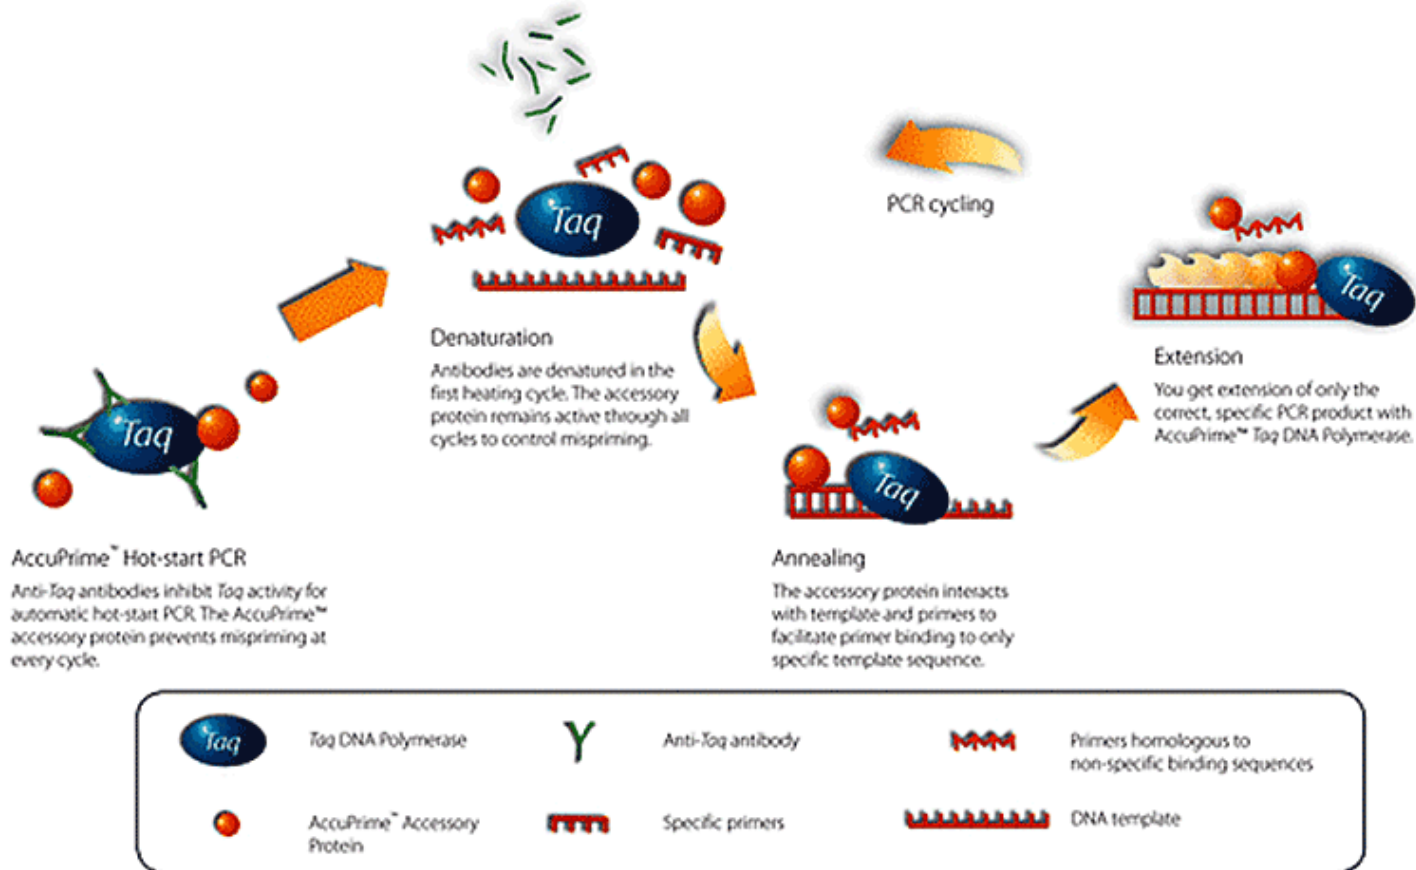 Taq
PCR cycling
Taq
Denaturation
Antibodies are denatured in the
first heating cycle. The accessory
protein remains active through all
cycles to control mispriming.
Taq
Extension
You get extension of only the
correct, specific PCR product with
AccuPrime™ Taq DNA Polymerase.
Taq
AccuPrime™ Hot-start PCR
Anti-Taq antibodies inhibit Taq activity for
automatic hot-start PCR. The AccuPrime™
accessory protein prevents mispriming at
every cycle.
Taq
Annealing
The accessory protein interacts
with template and primers to
facilitate primer binding to only
specific template sequence.
Taq
Taq DNA Polymerase
Anti-Taq antibody
Primers homologous to
non-specific binding sequences
AccuPrime™ Accessory
Protein
Specific primers
DNA template